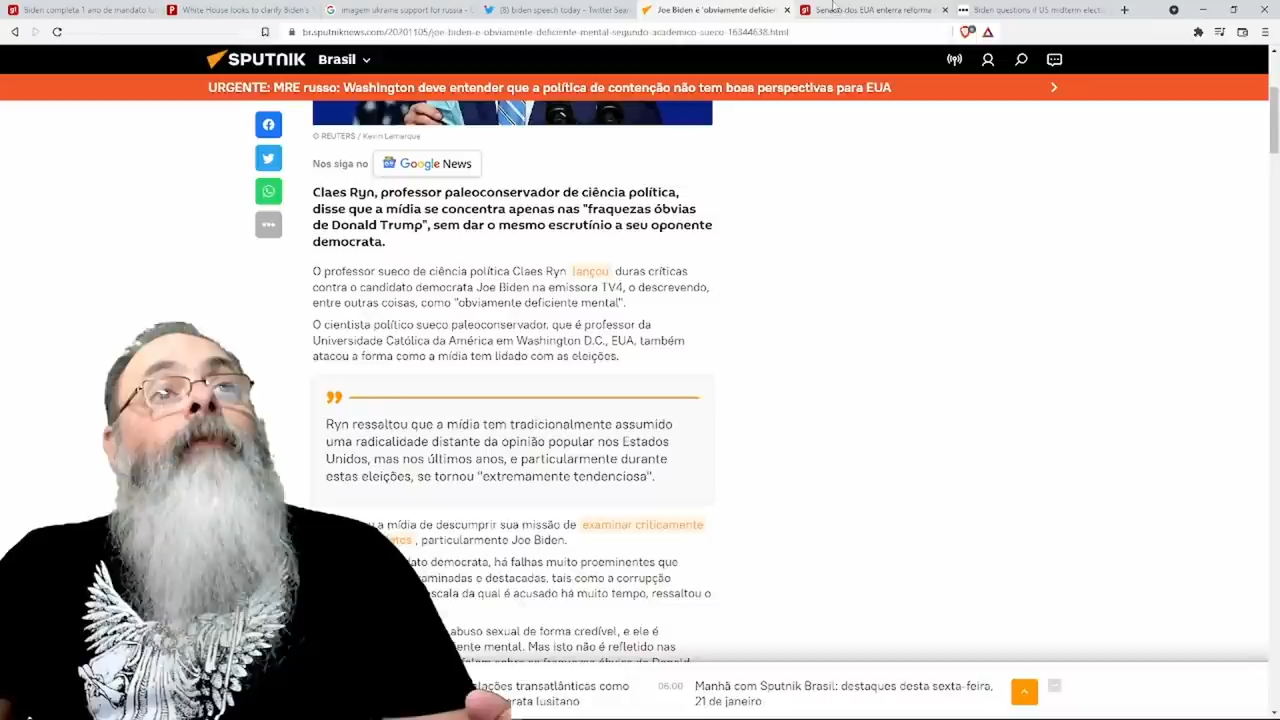 Biden completa 1 ano de mandato
White House looks to clarify Biden's
imagem ukraine support for russia -
(8) biden speech today - Twitter Sear
Joe Biden é 'obviamente deficien
Senado dos EUA enterra reforma
Biden questions if US midterm electi
br.sputniknews.com/20201105/joe-biden-e-obviamente-deficiente-mental-segundo-academico-sueco-16344638.html
SPUTNIK Brasil
URGENTE: MRE russo: Washington deve entender que a política de contenção não tem boas perspectivas para EUA
© REUTERS / Kevin Lamarque
Nos siga no Google News
Claes Ryn, professor paleoconservador de ciência política,
disse que a mídia se concentra apenas nas "fraquezas óbvias
de Donald Trump", sem dar o mesmo escrutínio a seu oponente
democrata.
O professor sueco de ciência política Claes Ryn lançou duras críticas
contra o candidato democrata Joe Biden na emissora TV4, o descrevendo,
entre outras coisas, como "obviamente deficiente mental".
O cientista político sueco paleoconservador, que é professor da
Universidade Católica da América em Washington D.C., EUA, também
atacou a forma como a mídia tem lidado com as eleições.
Ryn ressaltou que a mídia tem tradicionalmente assumido
uma radicalidade distante da opinião popular nos Estados
Unidos, mas nos últimos anos, e particularmente durante
estas eleições, se tornou "extremamente tendenciosa".
a mídia de descumprir sua missão de examinar criticamente
, particularmente Joe Biden.
democrata, há falhas muito proeminentes que
e destacadas, tais como a corrupção
escala da qual é acusado há muito tempo, ressaltou o
abuso sexual de forma credível, e ele é
mental. Mas isto não é refletido nas
sobre as fraquezas óbvias de Donald
transatlânticas como
lusitano
06:00
Manhã com Sputnik Brasil: destaques desta sexta-feira,
21 de janeiro